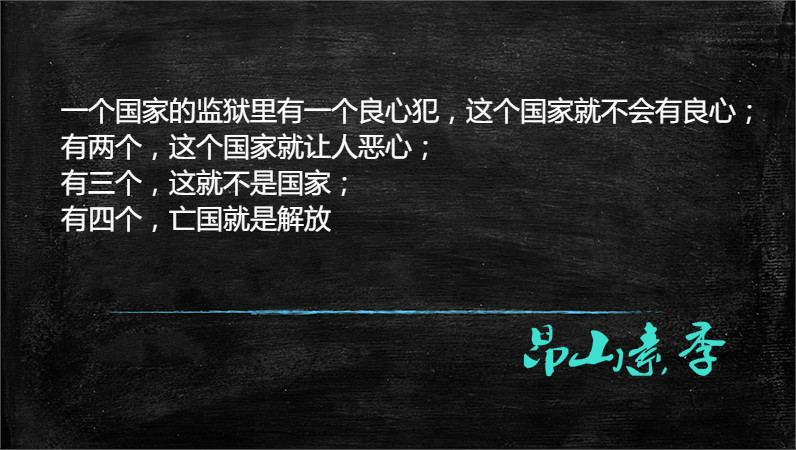 一个国家的监狱里有一个良心犯，这个国家就不会有良心；
有两个，这个国家就让人恶心；
有三个，这就不是国家；
有四个，亡国就是解放
昂山素季